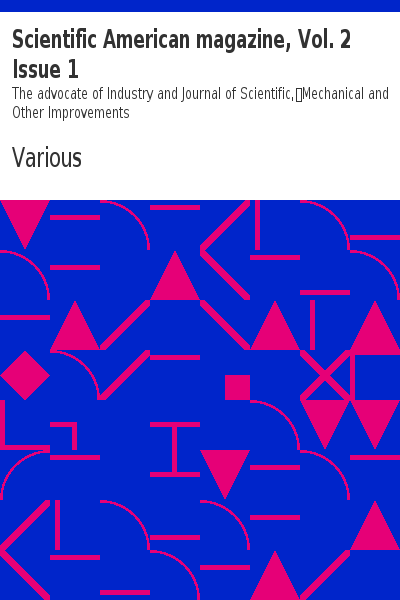 Scientific American magazine, Vol. 2
Issue 1
The advocate of Industry and Journal of Scientific,▯Mechanical and
Other Improvements
Various